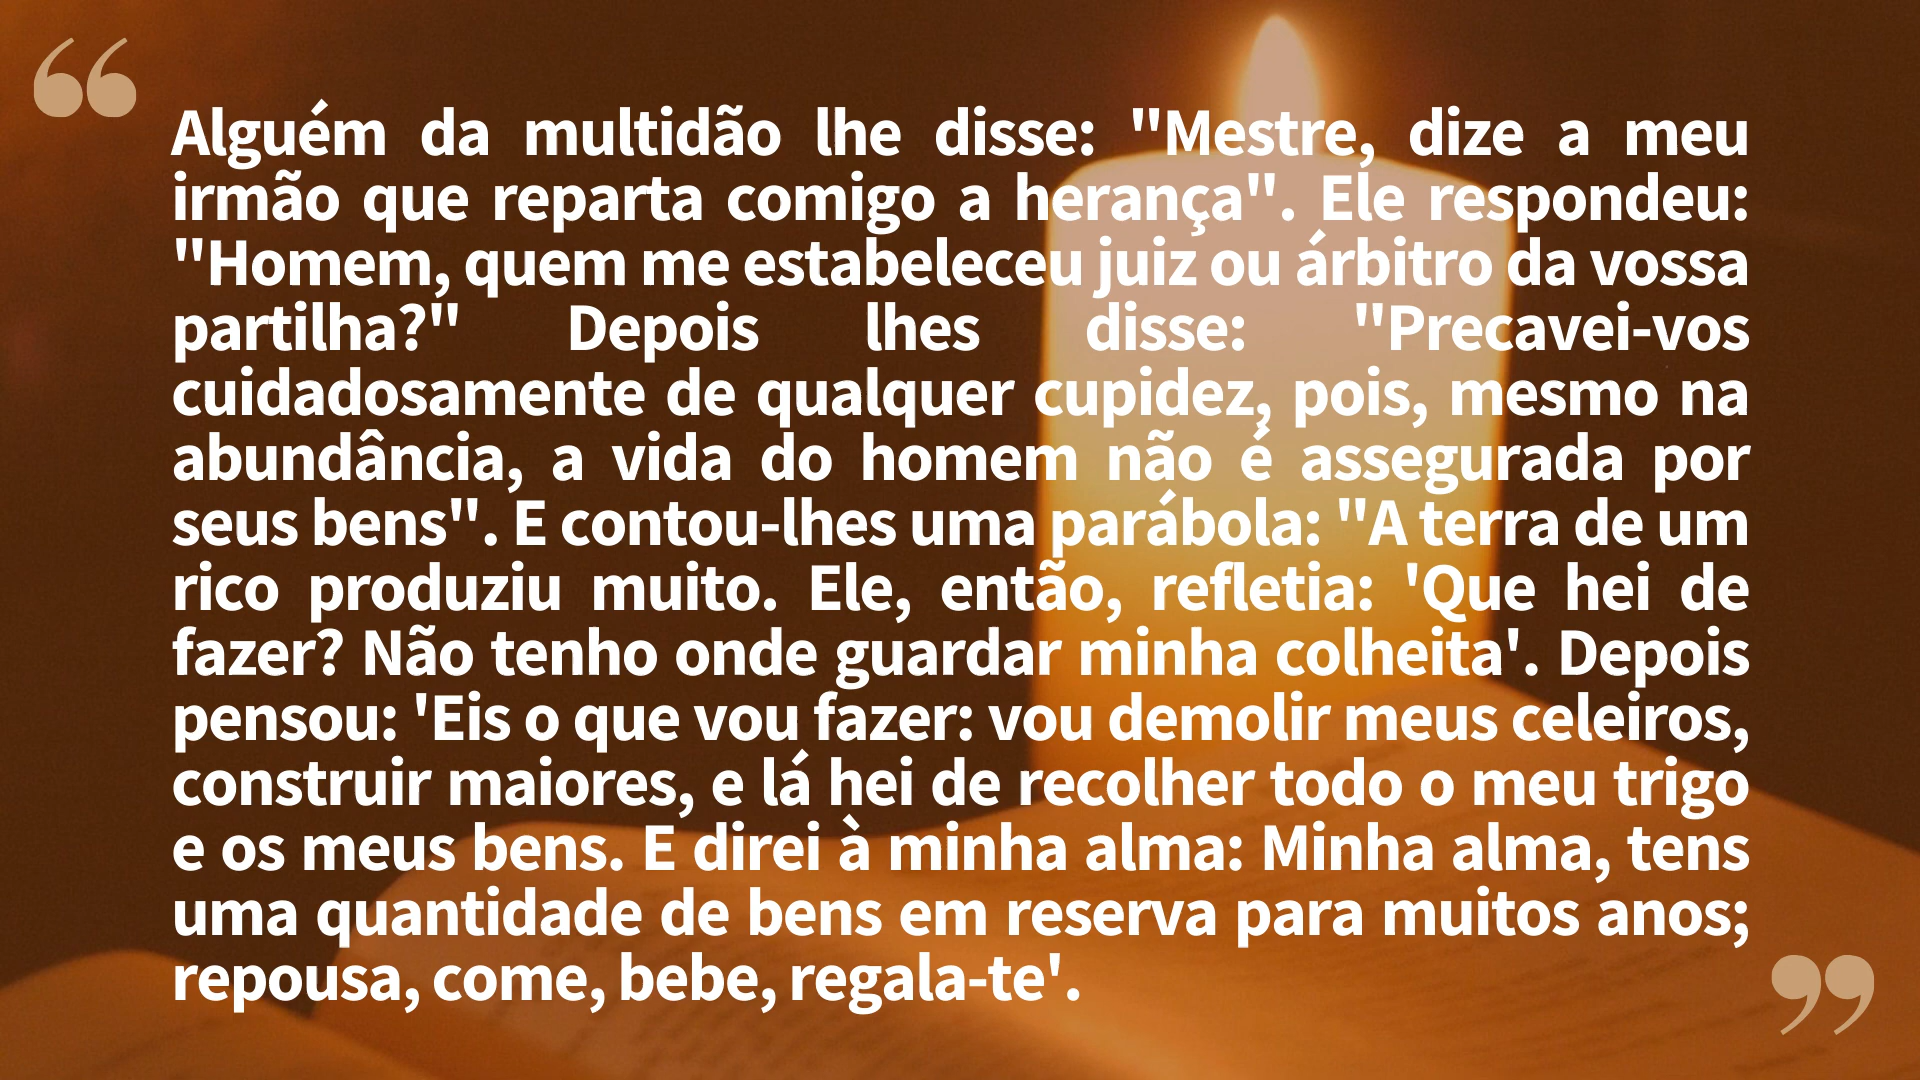 “
Alguém da multidão lhe disse: "Mestre, dize a meu
irmão que reparta comigo a herança". Ele respondeu:
"Homem, quem me estabeleceu juiz ou árbitro da vossa
partilha?" Depois lhes disse: "Precavei-vos
cuidadosamente de qualquer cupidez, pois, mesmo na
abundância, a vida do homem não é assegurada por
seus bens". E contou-lhes uma parábola: "A terra de um
rico produziu muito. Ele, então, refletia: 'Que hei de
fazer? Não tenho onde guardar minha colheita'. Depois
pensou: 'Eis o que vou fazer: vou demolir meus celeiros,
construir maiores, e lá hei de recolher todo o meu trigo
e os meus bens. E direi à minha alma: Minha alma, tens
uma quantidade de bens em reserva para muitos anos;
repousa, come, bebe, regala-te'.
”